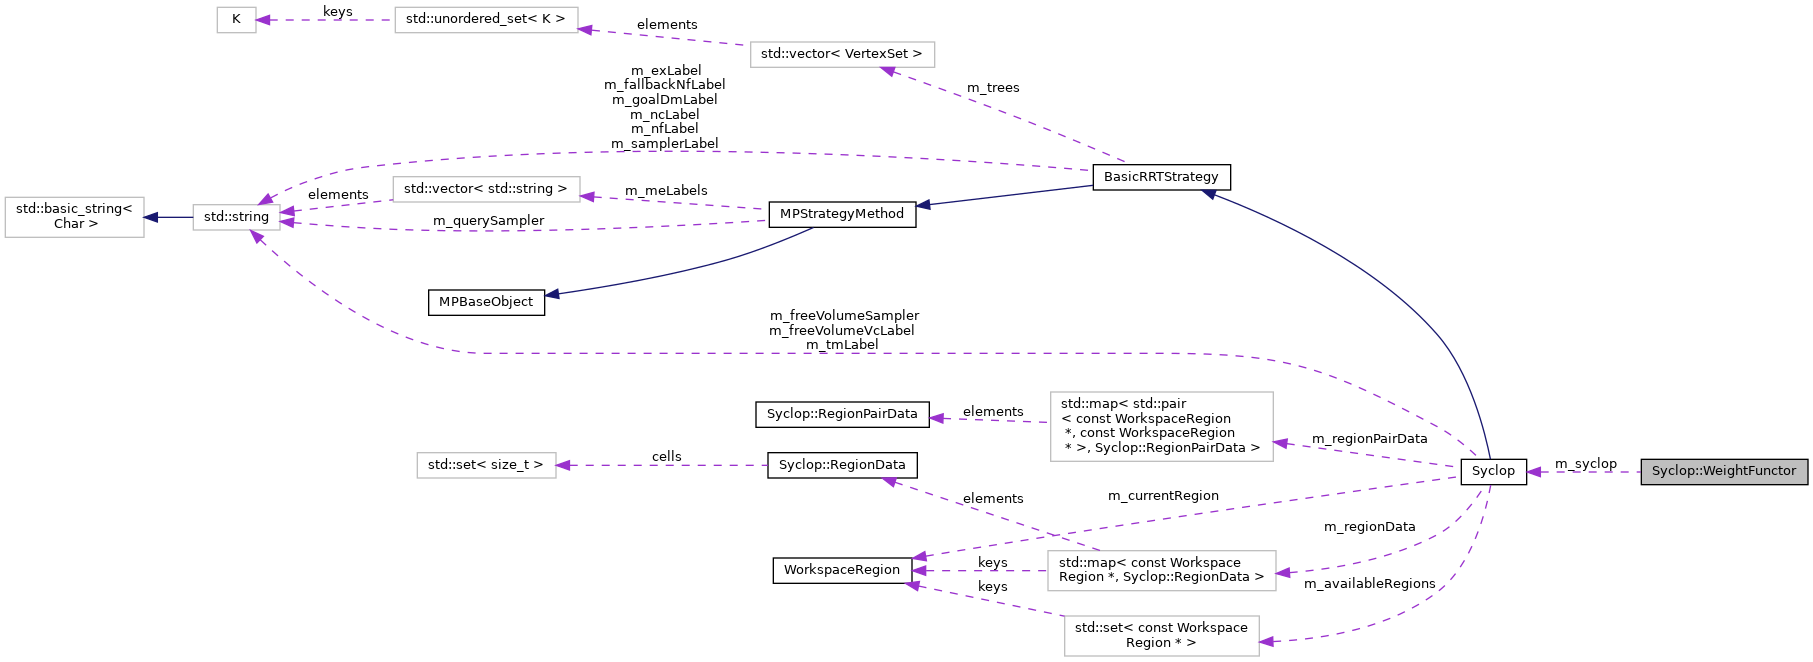 K
keys
std::unordered_set< K >
elements
std::vector< VertexSet >
m_trees
m_exLabel
m_fallbackNfLabel
m_goalDmLabel
m_ncLabel
m_nfLabel
m_samplerLabel
BasicRRTStrategy
std::basic_string<
Char >
std::string
elements
std::vector< std::string >
m_meLabels
m_querySampler
MPStrategyMethod
MPBaseObject
m_freeVolumeSampler
m_freeVolumeVcLabel
m_tmLabel
Syclop::RegionPairData
elements
std::map< std::pair
< const WorkspaceRegion
*, const WorkspaceRegion
* >, Syclop::RegionPairData >
m_regionPairData
std::set< size_t >
cells
Syclop::RegionData
elements
m_currentRegion
Syclop
m_syclop
Syclop::WeightFunctor
m_regionData
WorkspaceRegion
keys
std::map< const Workspace
Region *, Syclop::RegionData >
keys
m_availableRegions
std::set< const Workspace
Region * >